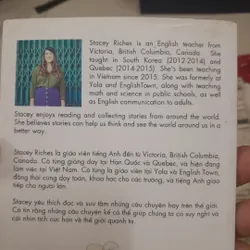 Stacey Riches is an English teacher from
Victoria, British Columbia, Canada. She
taught in South Korea (2012-2014) and
Quebec (2014-2015). She's been teaching
in Vietnam since 2015. She was formerly at
Yola and EnglishTown, along with teaching
math and science in public schools, as well
as English communication to adults.
Stacey enjoys reading and collecting stories from around the world.
She believes stories can help us think and see the world around us in a
better way.
Stacey Riches là giáo viên tiếng Anh đến từ Victoria, British Columbia,
Canada. Cô từng giảng dạy tại Hàn Quốc và Quebec, và hiện đang
làm việc tại Việt Nam. Cô từng là giáo viên tại Yola và English Town,
đồng thời cũng dạy toán, khoa học cho các trường, và tiếng Anh giao
tiếp cho người lớn.
Stacey yêu thích đọc và sưu tầm những câu chuyện hay trên thế giới.
Cô tin rằng những câu chuyện kể có thể giúp chúng ta có suy nghĩ và
cái nhìn tích cực hơn về thế giới quanh ta.